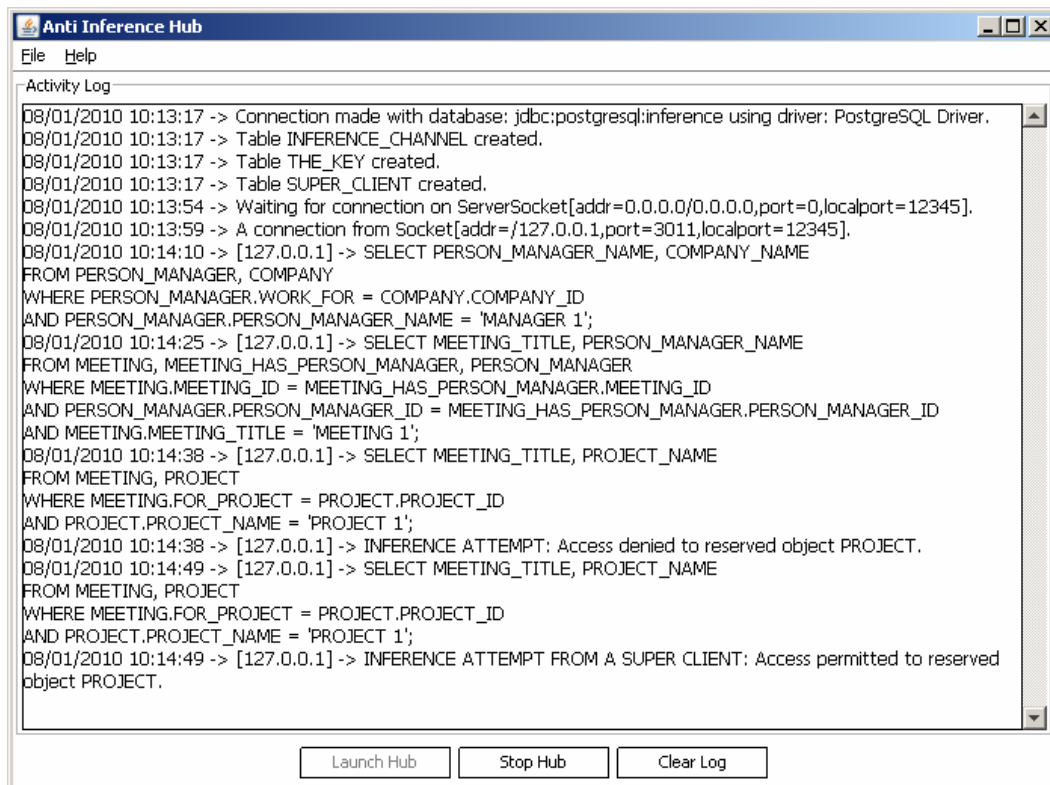 Anti Inference Hub
File Help
Activity Log
08/01/2010 10:13:17 -> Connection made with database: jdbc:postgresql:inference using driver: PostgreSQL Driver.
08/01/2010 10:13:17 -> Table INFERENCE_CHANNEL created.
08/01/2010 10:13:17 -> Table THE_KEY created.
08/01/2010 10:13:17 -> Table SUPER_CLIENT created.
08/01/2010 10:13:54 -> Waiting for connection on ServerSocket[addr=0.0.0.0/0.0.0.0,port=0,localport=12345].
08/01/2010 10:13:59 -> A connection from Socket[addr=/127.0.0.1,port=3011,localport=12345].
08/01/2010 10:14:10 -> [127.0.0.1] -> SELECT PERSON_MANAGER_NAME, COMPANY_NAME
FROM PERSON_MANAGER, COMPANY
WHERE PERSON_MANAGER.WORK_FOR = COMPANY.COMPANY_ID
AND PERSON_MANAGER.PERSON_MANAGER_NAME = 'MANAGER 1';
08/01/2010 10:14:25 -> [127.0.0.1] -> SELECT MEETING_TITLE, PERSON_MANAGER_NAME
FROM MEETING, MEETING_HAS_PERSON_MANAGER, PERSON_MANAGER
WHERE MEETING.MEETING_ID = MEETING_HAS_PERSON_MANAGER.MEETING_ID
AND PERSON_MANAGER.PERSON_MANAGER_ID = MEETING_HAS_PERSON_MANAGER.PERSON_MANAGER_ID
AND MEETING.MEETING_TITLE = 'MEETING 1';
08/01/2010 10:14:38 -> [127.0.0.1] -> SELECT MEETING_TITLE, PROJECT_NAME
FROM MEETING, PROJECT
WHERE MEETING.FOR_PROJECT = PROJECT.PROJECT_ID
AND PROJECT.PROJECT_NAME = 'PROJECT 1';
08/01/2010 10:14:38 -> [127.0.0.1] -> INFERENCE ATTEMPT: Access denied to reserved object PROJECT.
08/01/2010 10:14:49 -> [127.0.0.1] -> SELECT MEETING_TITLE, PROJECT_NAME
FROM MEETING, PROJECT
WHERE MEETING.FOR_PROJECT = PROJECT.PROJECT_ID
AND PROJECT.PROJECT_NAME = 'PROJECT 1';
08/01/2010 10:14:49 -> [127.0.0.1] -> INFERENCE ATTEMPT FROM A SUPER CLIENT: Access permitted to reserved
object PROJECT.
Launch Hub Stop Hub Clear Log